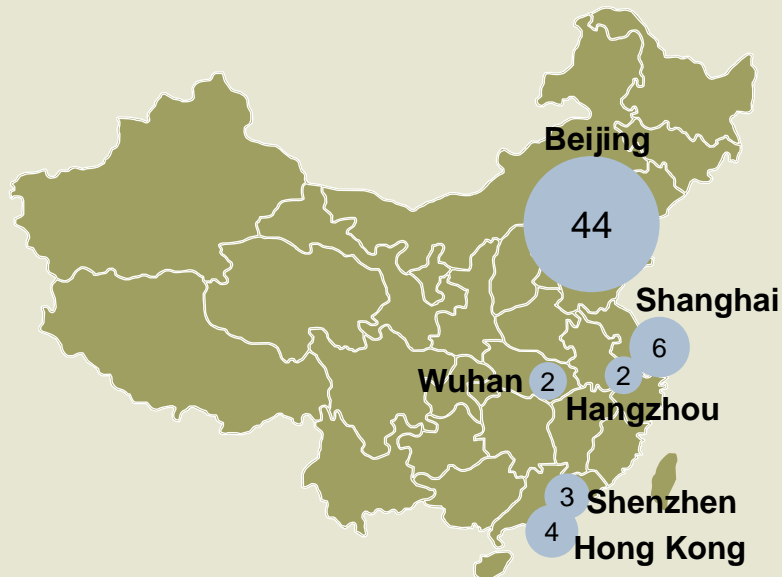 Beijing
44
Shanghai
6
Wuhan 2 2
Hangzhou
3 Shenzhen
4 Hong Kong